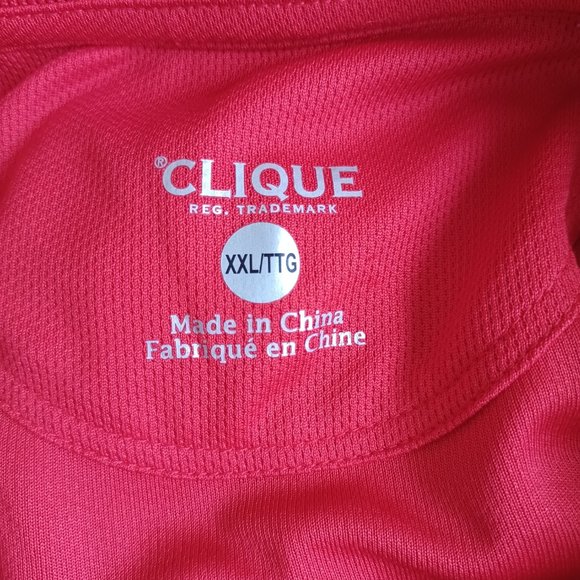 ®CLIQUE
REG. TRADEMARK
XXL/TTG
Made in China
Fabriqué en Chine